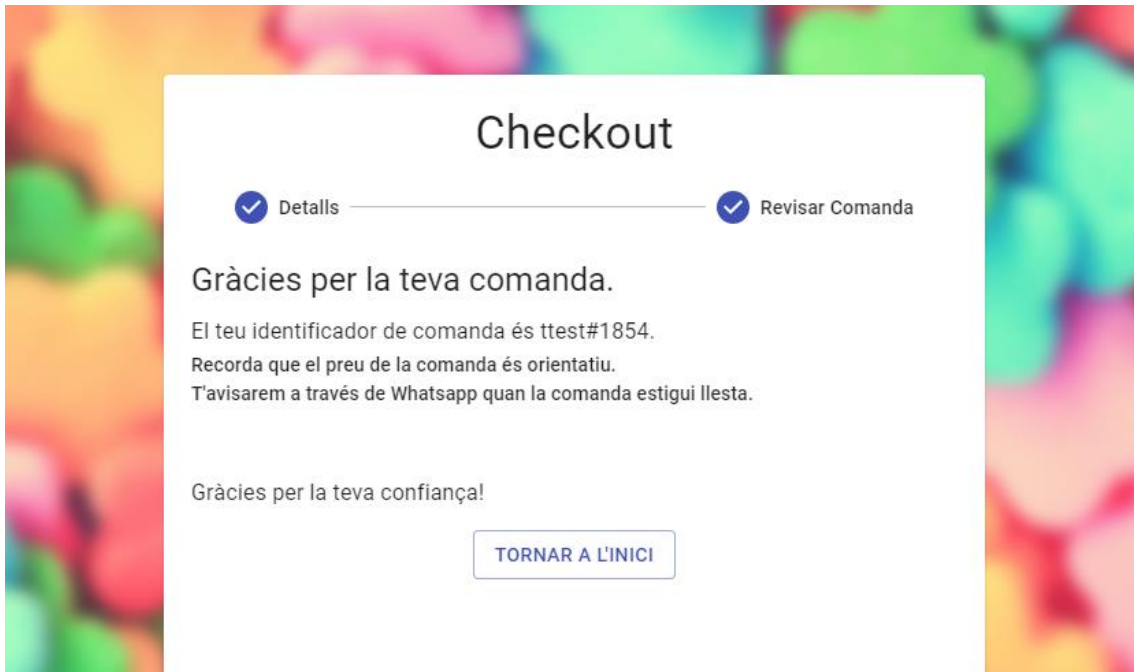 Checkout
Detalls
Revisar Comanda
Gràcies per la teva comanda.
El teu identificador de comanda és ttest#1854.
Recorda que el preu de la comanda és orientatiu.
T'avisarem a través de Whatsapp quan la comanda estigui llesta.
Gràcies per la teva confiança!
TORNAR A L'INICI